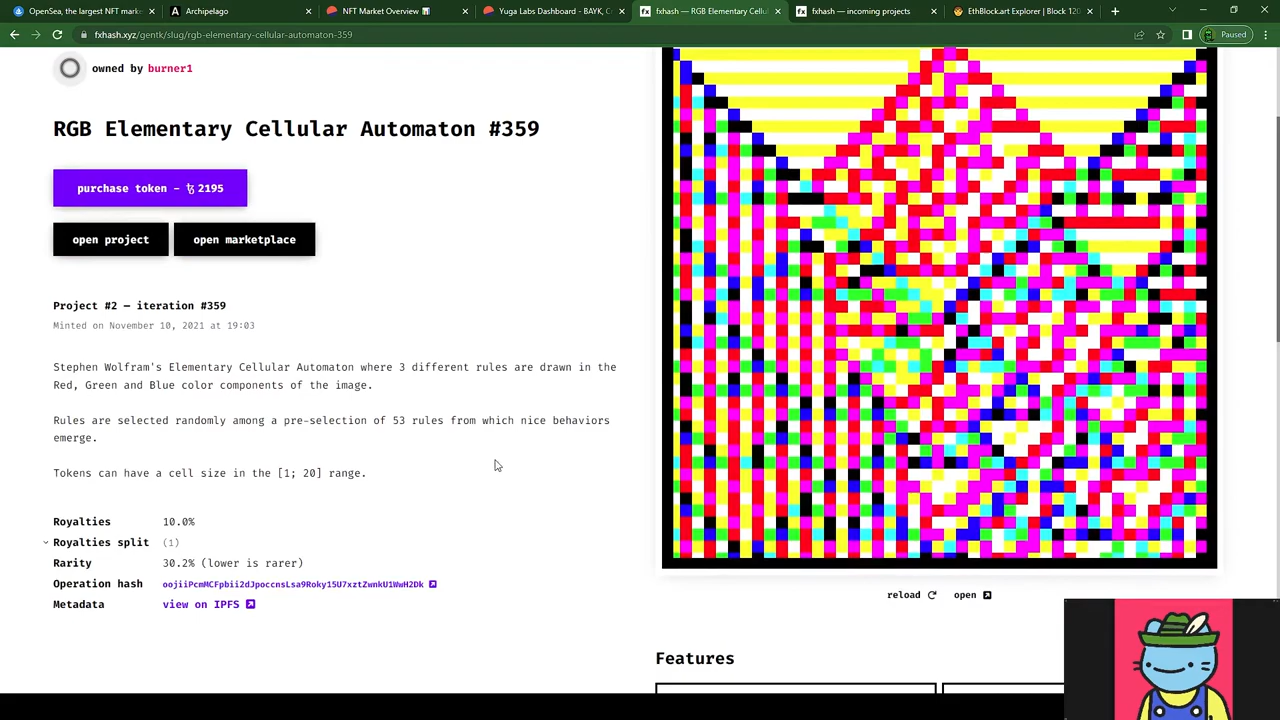 OpenSea, the largest NFT market
Archipelago
NFT Market Overview
Yuga Labs Dashboard - BAYC, C
fxhash — RGB Elementary Cellul
fxhash — incoming projects
EthBlock.art Explorer | Block 120
fxhash.xyz/gentk/slug/rgb-elementary-cellular-automaton-359
Paused
owned by burner1
RGB Elementary Cellular Automaton #359
purchase token - ꜩ 2195
open project
open marketplace
Project #2 — iteration #359
Minted on November 10, 2021 at 19:03
Stephen Wolfram's Elementary Cellular Automaton where 3 different rules are drawn in the
Red, Green and Blue color components of the image.
Rules are selected randomly among a pre-selection of 53 rules from which nice behaviors
emerge.
Tokens can have a cell size in the [1; 20] range.
Royalties 10.0%
Royalties split (1)
Rarity 30.2% (lower is rarer)
Operation hash oojiiPcmMCFpbii2dJpoccnsLsa9Roky15U7xztZwnkU1WwH2Dk
Metadata view on IPFS
reload
open
Features